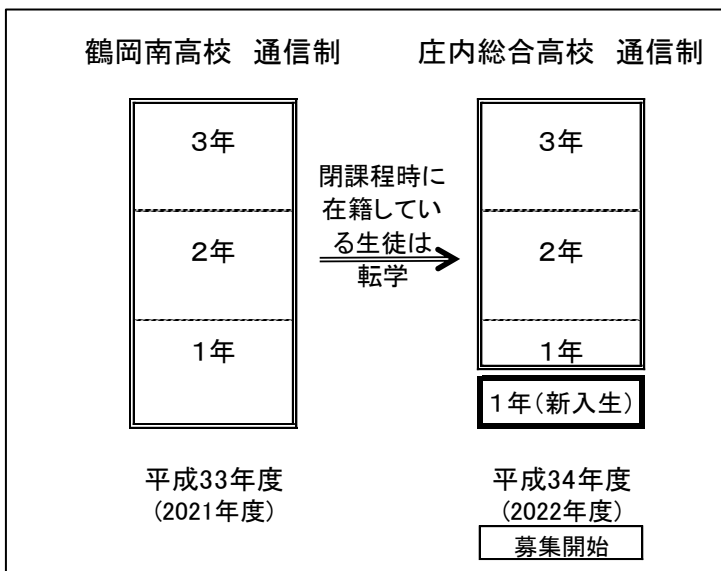 鶴岡南高校 通信制
3年
2年
1年
平成33年度
(2021年度)
閉課程時に
在籍してい
る生徒は
転学
庄内総合高校 通信制
3年
2年
1年
1年(新入生)
平成34年度
(2022年度)
募集開始